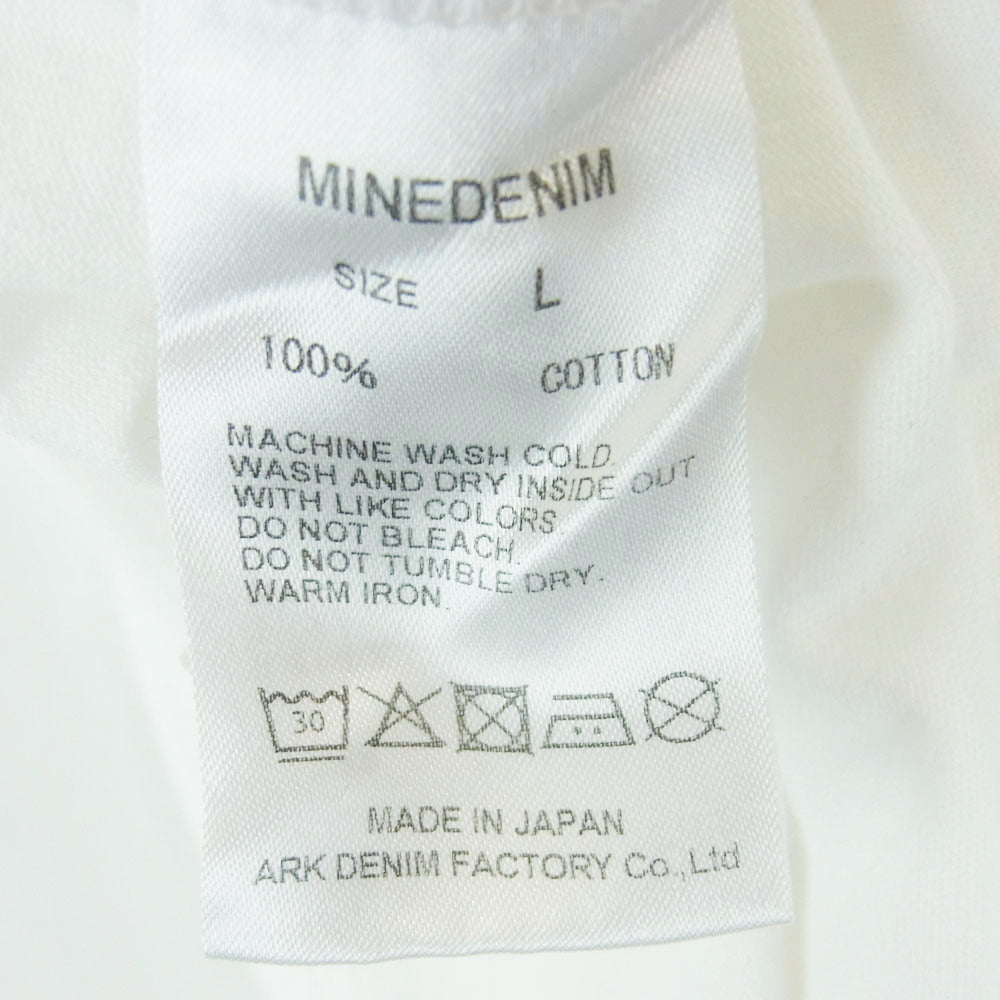 MINEDENIM
SIZE L
100% COTTON
MACHINE WASH COLD
WASH AND DRY INSIDE OUT
WITH LIKE COLORS
DO NOT BLEACH.
DO NOT TUMBLE DRY.
WARM IRON.
30
MADE IN JAPAN
ARK DENIM FACTORY Co.,Ltd